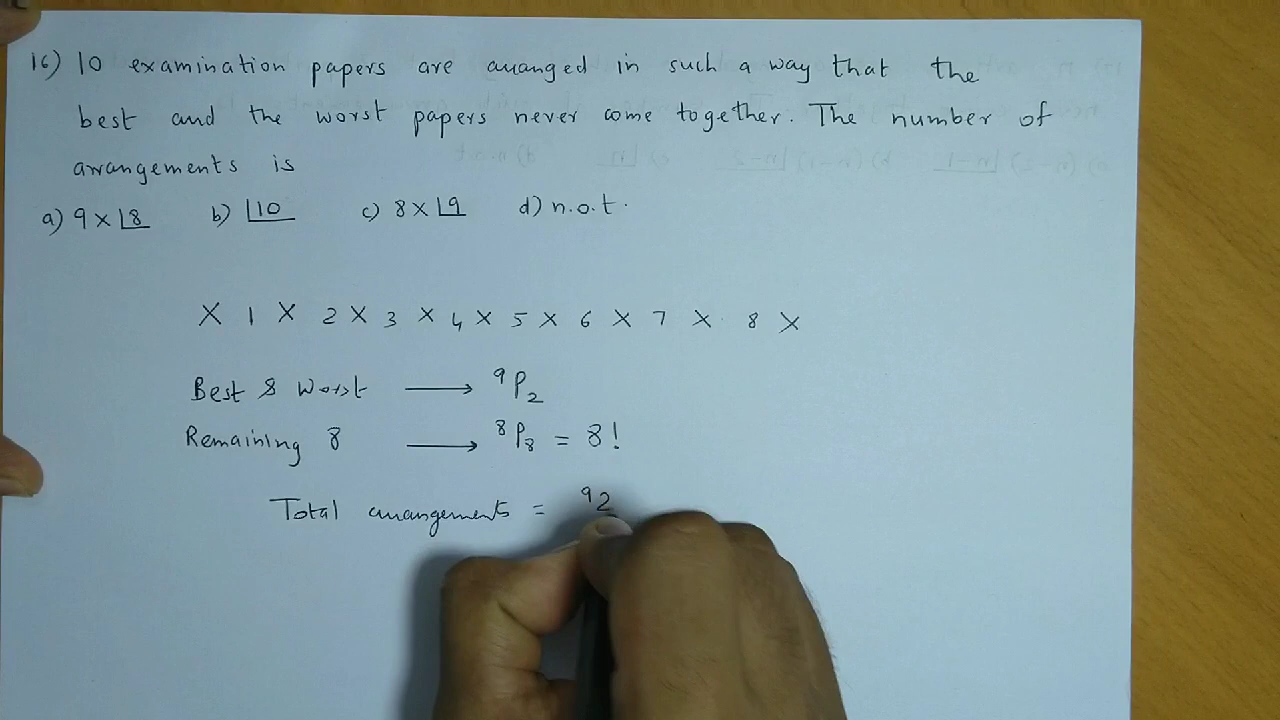 16) 10 examination papers are arranged in such a way that the
best and the worst papers never come together. The number of
arrangements is
a) 9 × |8 b) |10 c) 8 × |9 d) n.o.t.
X 1 X 2 X 3 X 4 X 5 X 6 X 7 X 8 X
Best & Worst ⟶ ⁹P₂
Remaining 8 ⟶ ⁸P₈ = 8!
Total arrangements = ⁹2